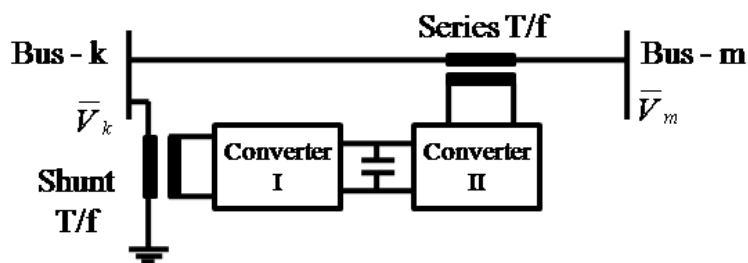 Series T/f
Bus - k
Bus - m
V̅k
V̅m
Converter
I
Converter
II
Shunt
T/f